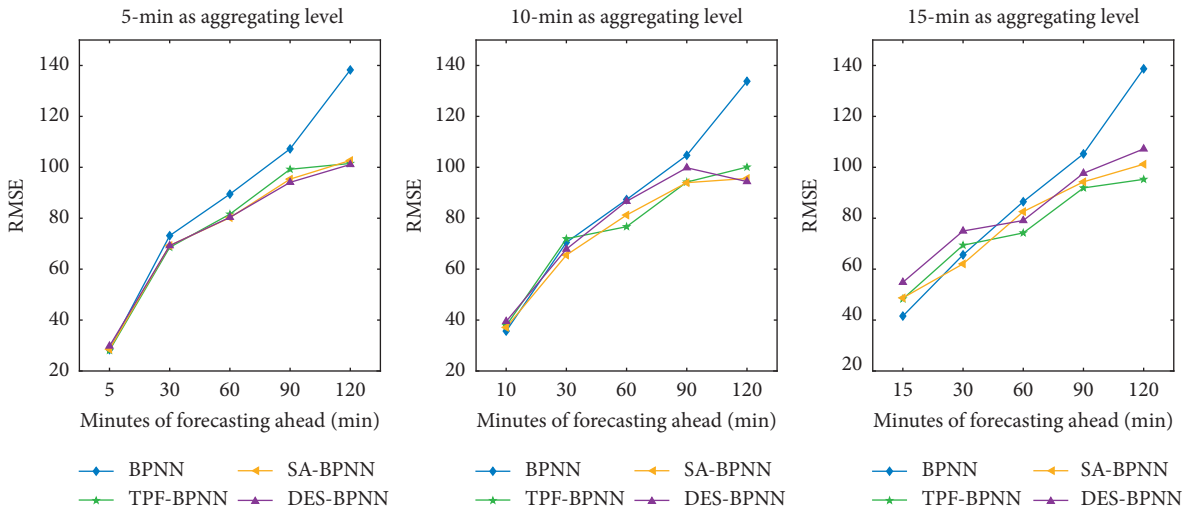 5-min as aggregating level
140
120
100
80
60
40
20
RMSE
5 30 60 90 120
Minutes of forecasting ahead (min)
BPNN SA-BPNN
TPF-BPNN DES-BPNN
10-min as aggregating level
140
120
100
80
60
40
20
RMSE
10 30 60 90 120
Minutes of forecasting ahead (min)
BPNN SA-BPNN
TPF-BPNN DES-BPNN
15-min as aggregating level
140
120
100
80
60
40
20
RMSE
15 30 60 90 120
Minutes of forecasting ahead (min)
BPNN SA-BPNN
TPF-BPNN DES-BPNN